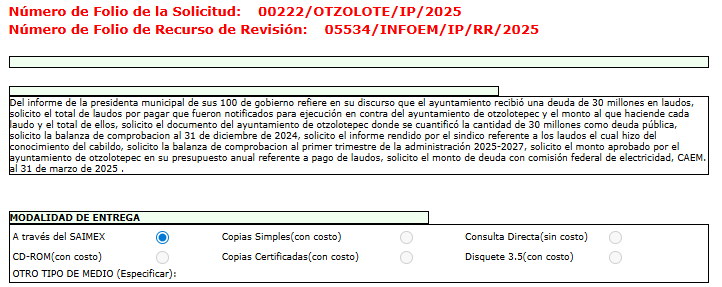 Número de Folio de la Solicitud: 00222/OTZOLOTE/IP/2025
Número de Folio de Recurso de Revisión: 05534/INFOEM/IP/RR/2025
Del informe de la presidenta municipal de sus 100 de gobierno refiere en su discurso que el ayuntamiento recibió una deuda de 30 millones en laudos,
solicito el total de laudos por pagar que fueron notificados para ejecución en contra del ayuntamiento de otzolotepec y el monto al que haciende cada
laudo y el total de ellos, solicito el documento del ayuntamiento de otzolotepec donde se cuantificó la cantidad de 30 millones como deuda pública,
solicito la balanza de comprobacion al 31 de diciembre de 2024, solicito el informe rendido por el sindico referente a los laudos el cual hizo del
conocimiento del cabildo, solicito la balanza de comprobacion al primer trimestre de la administración 2025-2027, solicito el monto aprobado por el
ayuntamiento de otzolotepec en su presupuesto anual referente a pago de laudos, solicito el monto de deuda con comisión federal de electricidad, CAEM.
al 31 de marzo de 2025 .
MODALIDAD DE ENTREGA
A través del SAIMEX Copias Simples(con costo) Consulta Directa(sin costo)
CD-ROM(con costo) Copias Certificadas(con costo) Disquete 3.5(con costo)
OTRO TIPO DE MEDIO (Especificar):